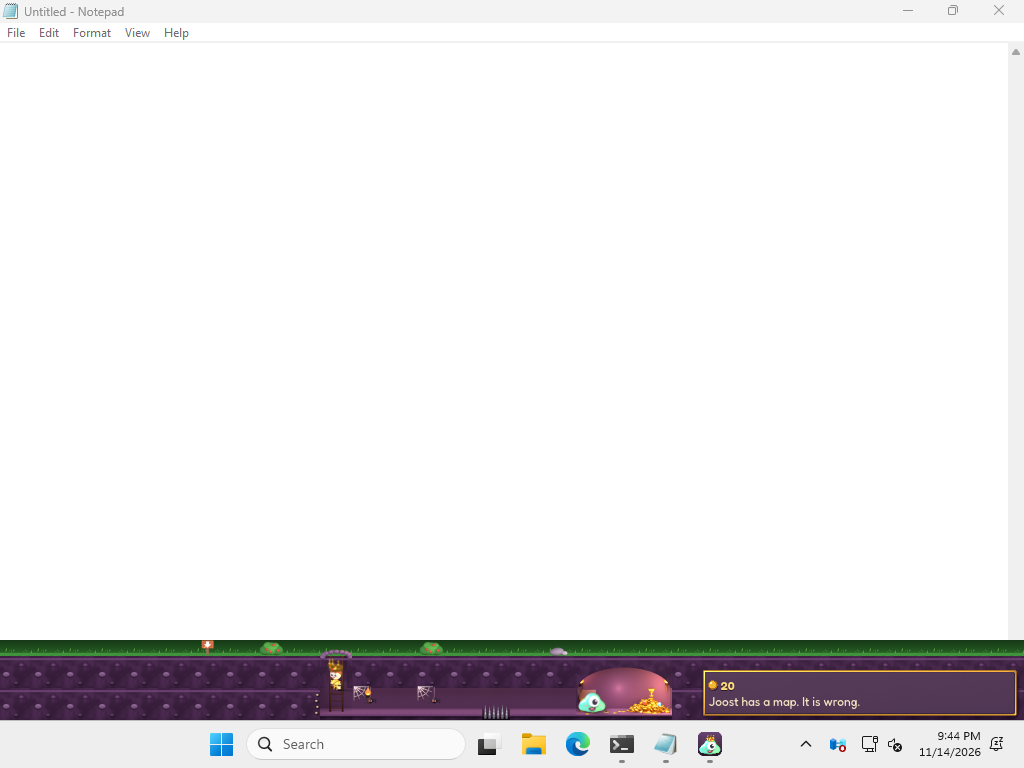 Untitled - Notepad
File Edit Format View Help
20
Joost has a map. It is wrong.
Search
9:44 PM
11/14/2026